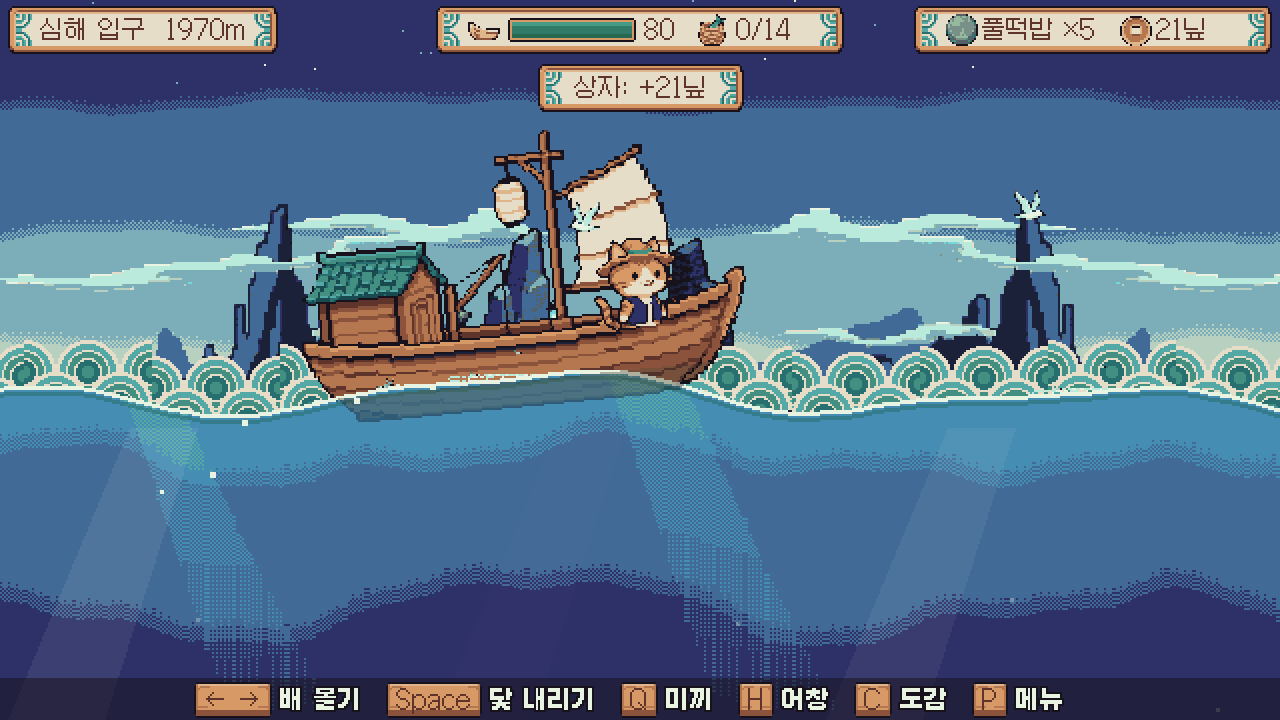 심해 입구 1970m
80 0/14
풀떡밥 ×5 21닢
상자: +21닢
← → 배 몰기 Space 닻 내리기 Q 미끼 H 어창 C 도감 P 메뉴